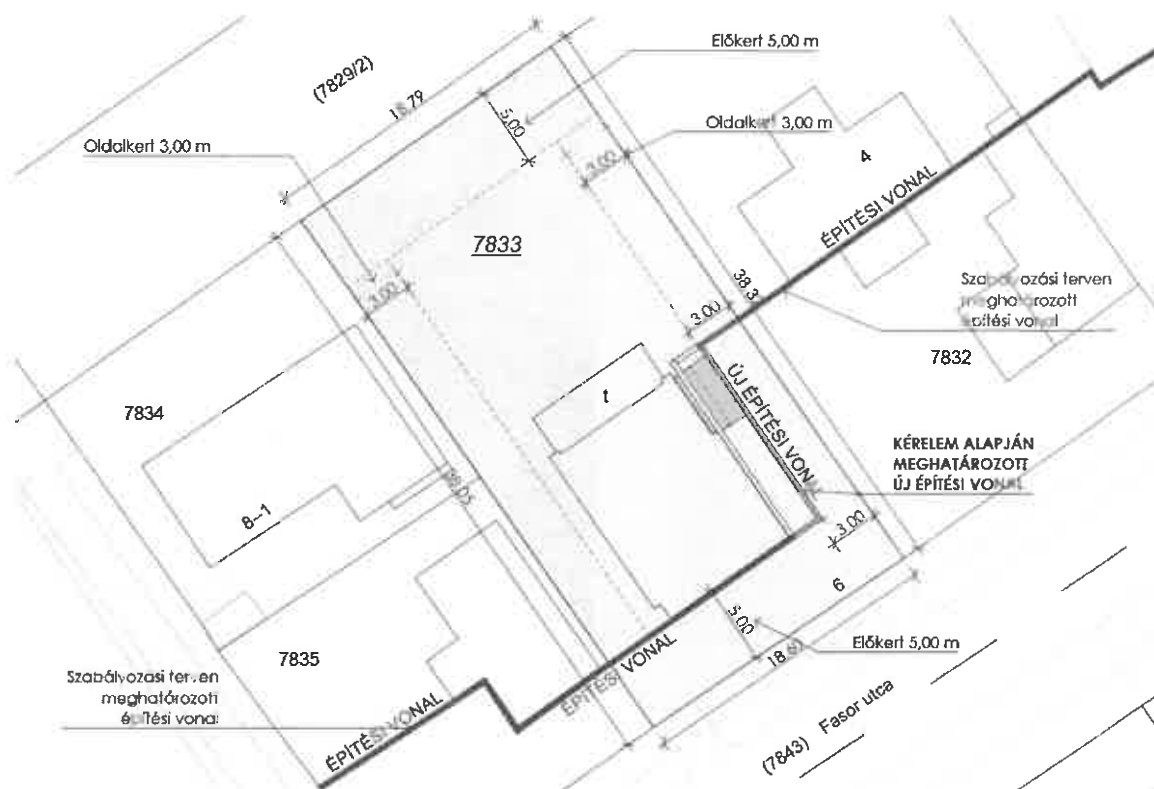 Előkert 5,00 m
(7829/2)
18.79
5,00
Oldalkert 3,00 m
Oldalkert 3,00 m
3.00
4
ÉPÍTÉSI VONAL
7833
3.00
38.3
3.00
Szabályozási terven
meghatározott
építési vonal
7832
7834
t
ÚJ ÉPÍTÉSI VONAL
KÉRELEM ALAPJÁN
MEGHATÁROZOTT
ÚJ ÉPÍTÉSI VONAL
8--1
3.00
6
5,00
Előkert 5,00 m
7835
ÉPÍTÉSI VONAL
Szabályozási terven
meghatározott
építési vonal
ÉPÍTÉSI VONAL
(7843) Fasor utca